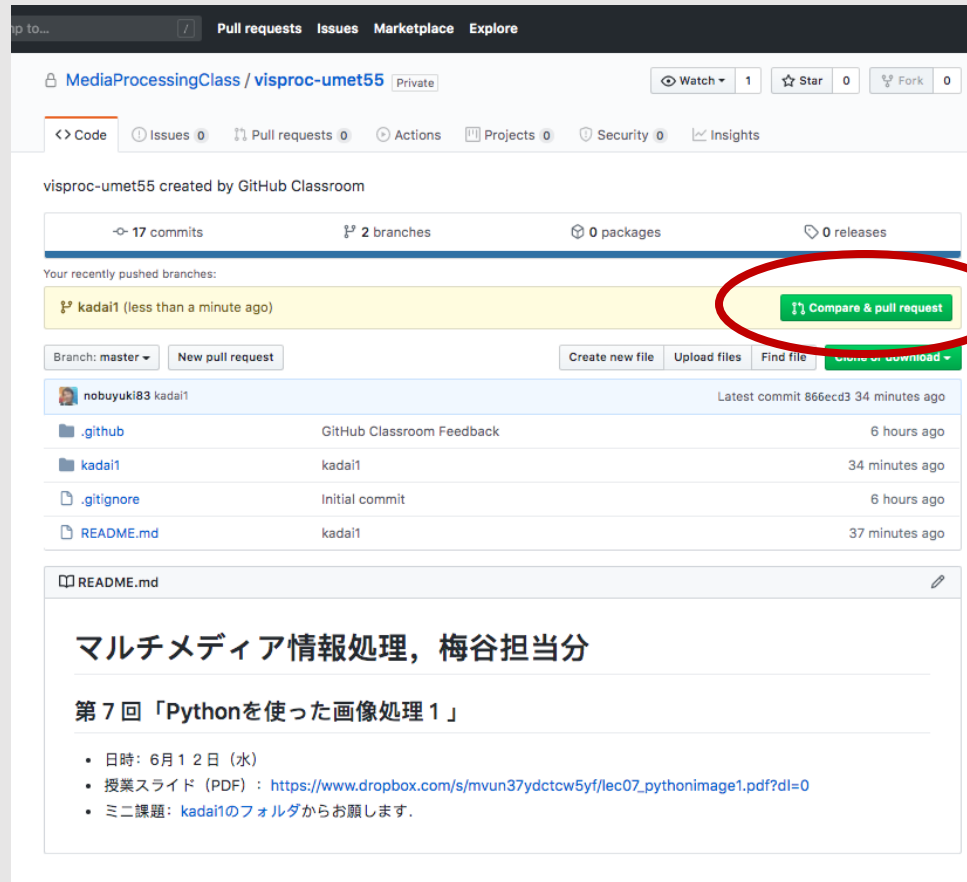 to...
/
Pull requests Issues Marketplace Explore
MediaProcessingClass / visproc-umet55 Private
Watch 1 Star 0 Fork 0
<> Code Issues 0 Pull requests 0 Actions Projects 0 Security 0 Insights
visproc-umet55 created by GitHub Classroom
17 commits 2 branches 0 packages 0 releases
Your recently pushed branches:
kadai1 (less than a minute ago) Compare & pull request
Branch: master New pull request Create new file Upload files Find file Clone or download
nobuyuki83 kadai1 Latest commit 866ecd3 34 minutes ago
.github GitHub Classroom Feedback 6 hours ago
kadai1 kadai1 34 minutes ago
.gitignore Initial commit 6 hours ago
README.md kadai1 37 minutes ago
README.md
マルチメディア情報処理，梅谷担当分
第７回「Pythonを使った画像処理１」
• 日時：6月１２日（水）
• 授業スライド（PDF）：https://www.dropbox.com/s/mvun37ydctcw5yf/lec07_pythonimage1.pdf?dl=0
• ミニ課題：kadai1のフォルダからお願します．